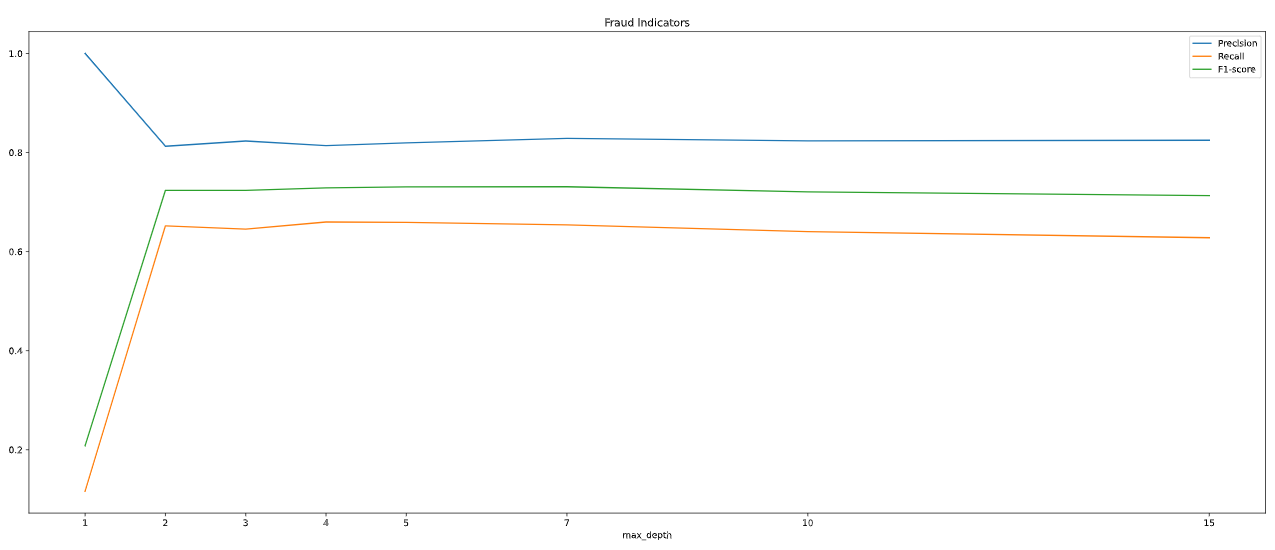 Fraud Indicators
Precision
Recall
F1-score
1.0
0.8
0.6
0.4
0.2
1 2 3 4 5 7 10 15
max_depth